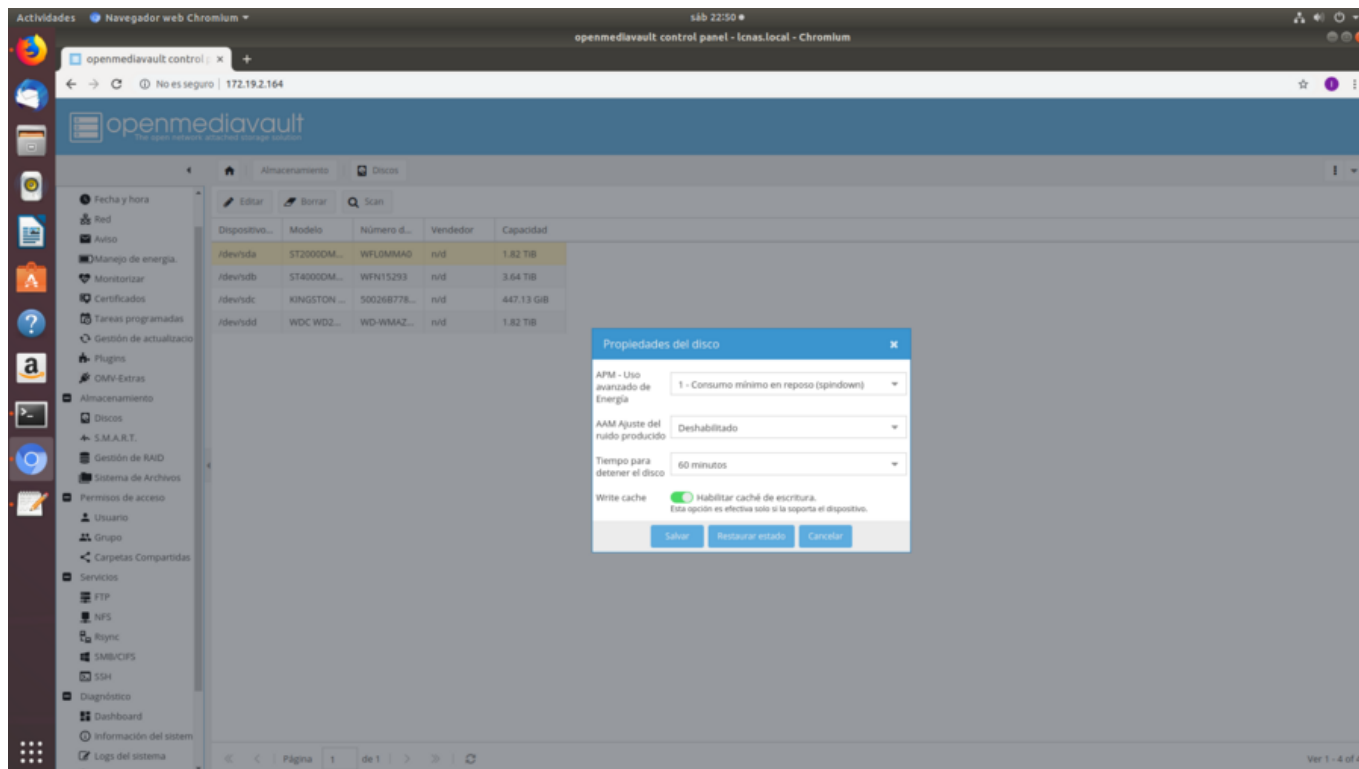 Actividades Navegador web Chromium sáb 22:50
openmediavault control panel - lcnas.local - Chromium
openmediavault control p
No es seguro 172.19.2.164
openmediavault
The open network attached storage solution
Almacenamiento Discos
Fecha y hora
Red
Aviso
Manejo de energia.
Monitorizar
Certificados
Tareas programadas
Gestión de actualizacio
Plugins
OMV-Extras
Almacenamiento
Discos
S.M.A.R.T.
Gestión de RAID
Sistema de Archivos
Permisos de acceso
Usuario
Grupo
Carpetas Compartidas
Servicios
FTP
NFS
Rsync
SMB/CIFS
SSH
Diagnóstico
Dashboard
Información del sistem
Logs del sistema
Editar Borrar Scan
Dispositivo... Modelo Número d... Vendedor Capacidad
/dev/sda ST2000DM... WFL0MMA0 n/d 1.82 TiB
/dev/sdb ST4000DM... WFN15293 n/d 3.64 TiB
/dev/sdc KINGSTON ... 50026B778... n/d 447.13 GiB
/dev/sdd WDC WD2... WD-WMAZ... n/d 1.82 TiB
Propiedades del disco
APM - Uso avanzado de Energía 1 - Consumo mínimo en reposo (spindown)
AAM Ajuste del ruido producido Deshabilitado
Tiempo para detener el disco 60 minutos
Write cache Habilitar caché de escritura.
Esta opción es efectiva solo si la soporta el dispositivo.
Salvar Restaurar estado Cancelar
Página 1 de 1
Ver 1 - 4 of 4